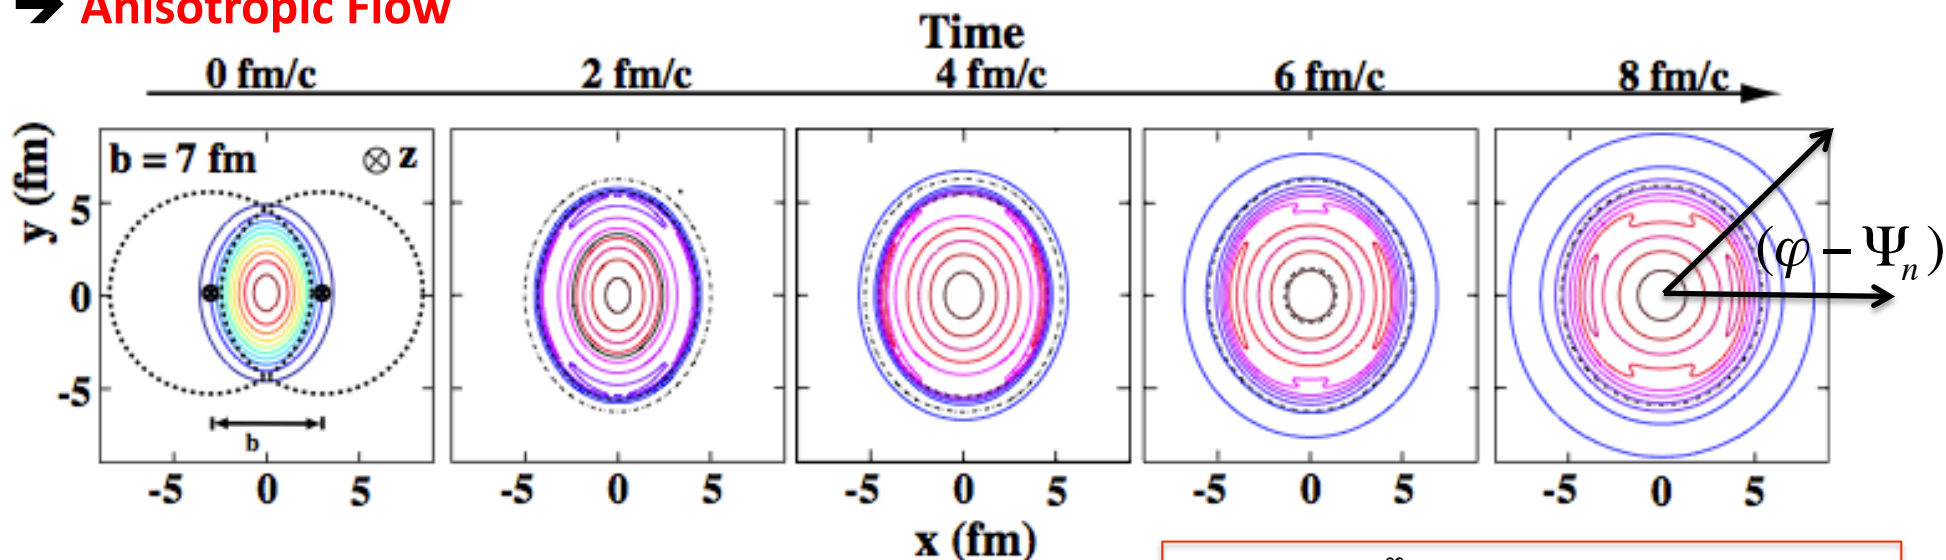 ➔ Anisotropic Flow
Time
0 fm/c 2 fm/c 4 fm/c 6 fm/c 8 fm/c
b = 7 fm ⊗ z
y (fm)
5
0
-5
b
(φ – Ψn)
-5 0 5 -5 0 5 -5 0 5 -5 0 5 -5 0 5
x (fm)
∞